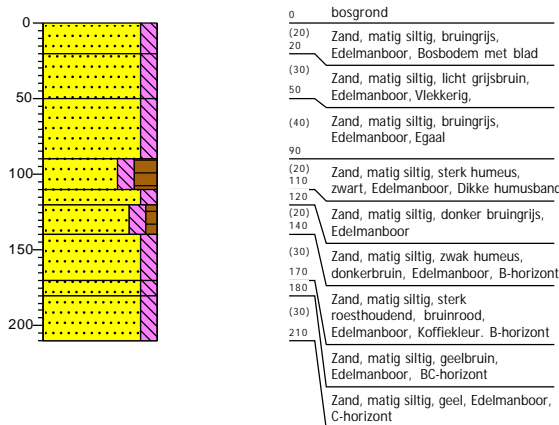 0
50
100
150
200
0
bosgrond
(20)
20
Zand, matig siltig, bruingrijs,
Edelmanboor, Bosbodem met blad
(30)
50
Zand, matig siltig, licht grijsbruin,
Edelmanboor, Vlekkerig,
(40)
90
Zand, matig siltig, bruingrijs,
Edelmanboor, Egaal
(20)
110
Zand, matig siltig, sterk humeus,
zwart, Edelmanboor, Dikke humusband
120
(20)
140
Zand, matig siltig, donker bruingrijs,
Edelmanboor
(30)
170
Zand, matig siltig, zwak humeus,
donkerbruin, Edelmanboor, B-horizont
180
Zand, matig siltig, sterk
roesthoudend, bruinrood,
Edelmanboor, Koffiekleur. B-horizont
(30)
210
Zand, matig siltig, geelbruin,
Edelmanboor, BC-horizont
Zand, matig siltig, geel, Edelmanboor,
C-horizont